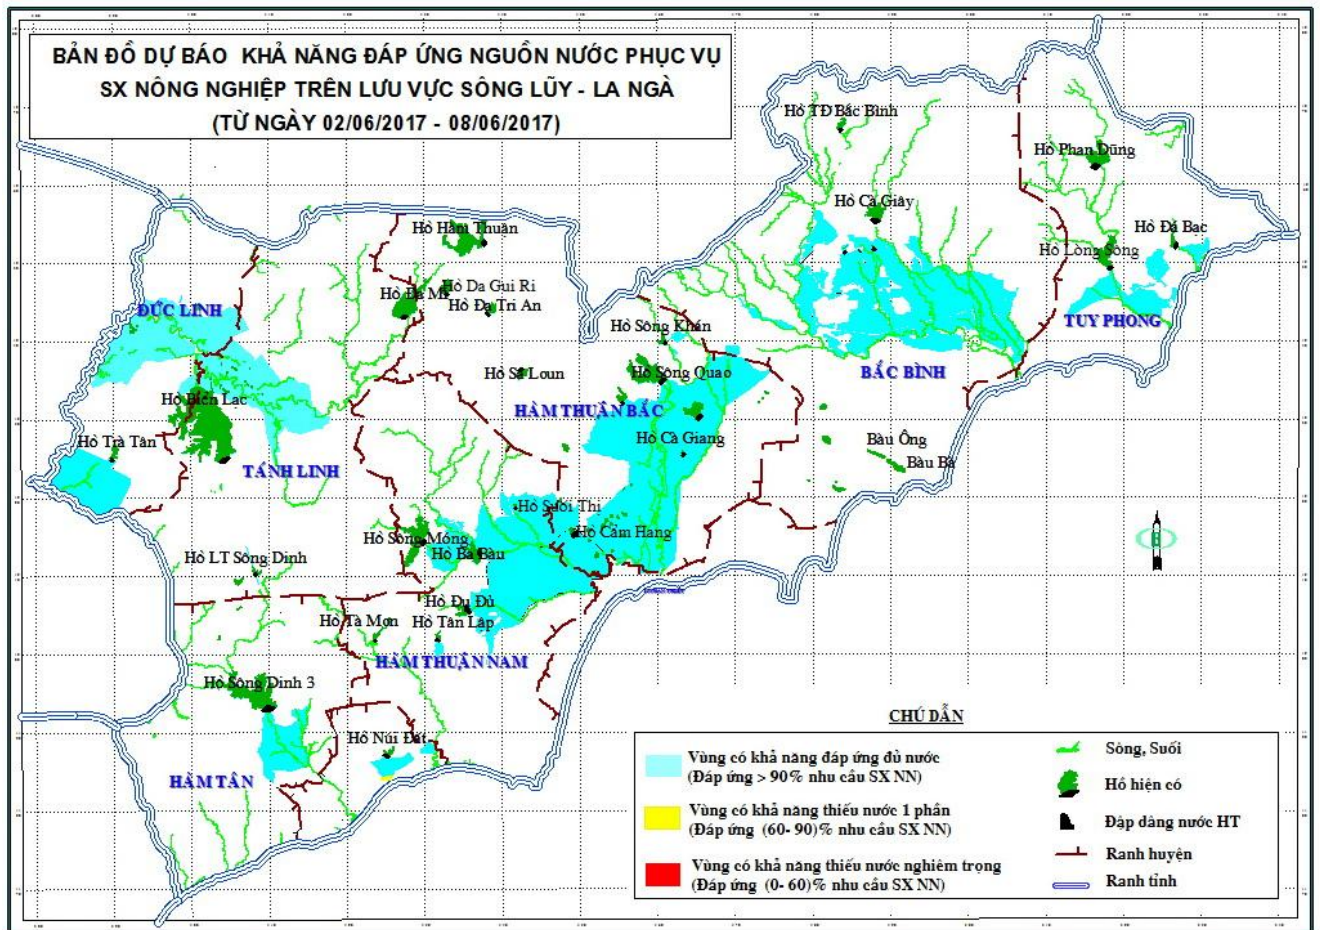 BẢN ĐỒ DỰ BÁO KHẢ NĂNG ĐÁP ỨNG NGUỒN NƯỚC PHỤC VỤ
SX NÔNG NGHIỆP TRÊN LƯU VỰC SÔNG LŨY - LA NGÀ
(TỪ NGÀY 02/06/2017 - 08/06/2017)
Hồ TĐ Bắc Bình
Hồ Phan Dũng
Hồ Cà Giây
Hồ Hàm Thuận
Hồ Đá Bạc
Hồ Lòng Sông
Hồ Da Gui Ri
Hồ Đa Mi
Hồ Đa Tri An
ĐỨC LINH
TUY PHONG
Hồ Sông Khán
BẮC BÌNH
Hồ Sa Loun
Hồ Sông Quao
Hồ Biển Lạc
HÀM THUẬN BẮC
Hồ Trà Tân
Hồ Cà Giang
Bàu Ông
Bàu Bà
TÁNH LINH
Hồ Suối Thị
Hồ Sông Móng
Hồ Cẩm Hang
Hồ Ba Bàu
Hồ LT Sông Dinh
Hồ Đu Đủ
Hồ Tà Mon
Hồ Tân Lập
HÀM THUẬN NAM
Hồ Sông Dinh 3
Hồ Núi Đất
HÀM TÂN
CHÚ DẪN
Vùng có khả năng đáp ứng đủ nước
(Đáp ứng > 90% nhu cầu SX NN)
Vùng có khả năng thiếu nước 1 phần
(Đáp ứng (60- 90)% nhu cầu SX NN)
Vùng có khả năng thiếu nước nghiêm trọng
(Đáp ứng (0- 60)% nhu cầu SX NN)
Sông, Suối
Hồ hiện có
Đập dâng nước HT
Ranh huyện
Ranh tỉnh